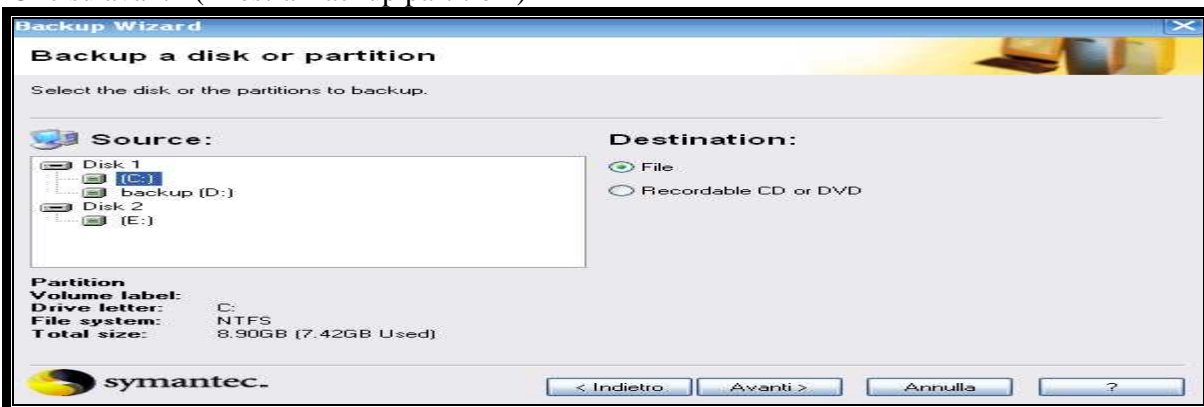 Backup Wizard
Backup a disk or partition
Select the disk or the partitions to backup.
Source:
Disk 1
(C:)
backup (D:)
Disk 2
(E:)
Destination:
File
Recordable CD or DVD
Partition
Volume label:
Drive letter: C:
File system: NTFS
Total size: 8.90GB (7.42GB Used)
symantec.
< Indietro
Avanti >
Annulla
?